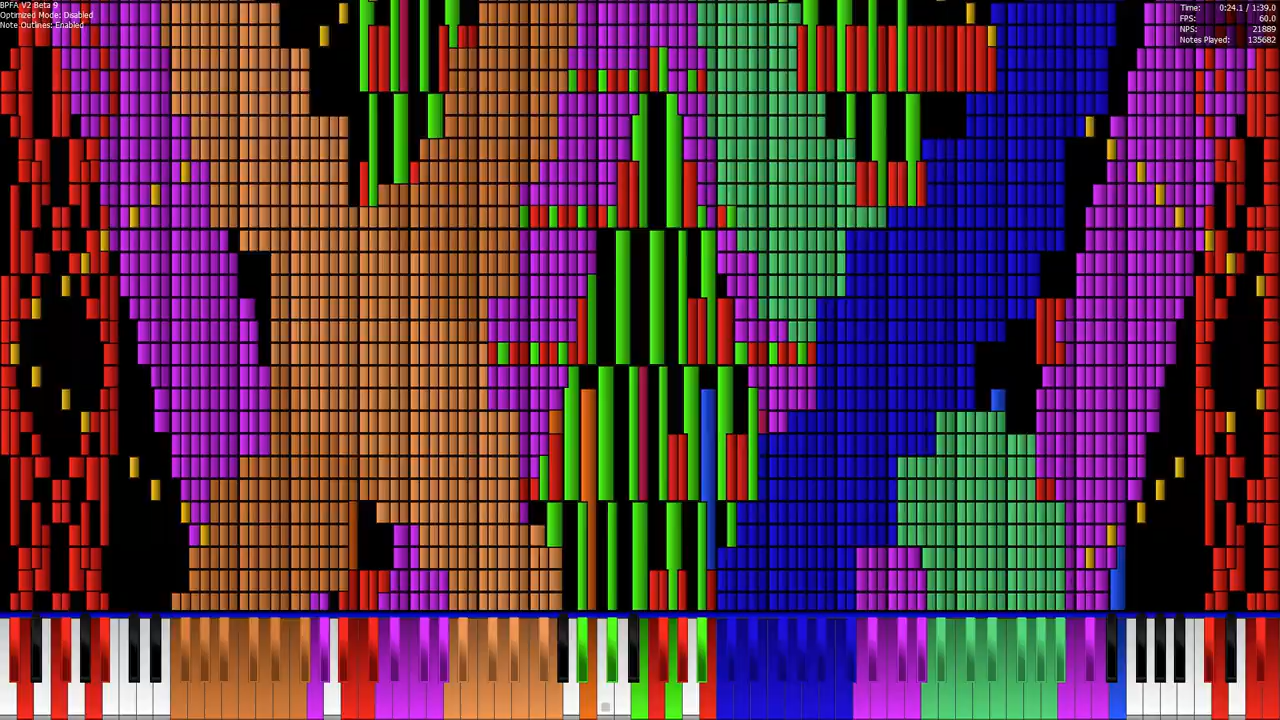 BPFA V2 Beta 9
Optimized Mode: Disabled
Note Outlines: Enabled
Time: 0:24.1 / 1:39.0
FPS: 60.0
NPS: 21889
Notes Played: 135682